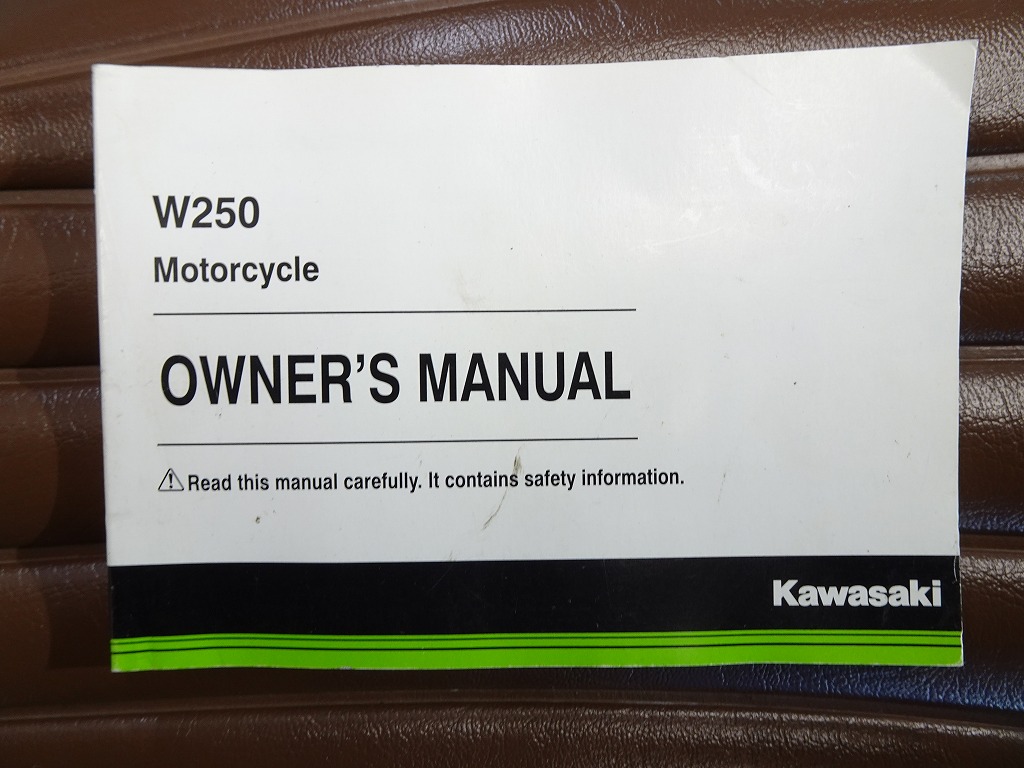 W250
Motorcycle
OWNER'S MANUAL
Read this manual carefully. It contains safety information.
Kawasaki